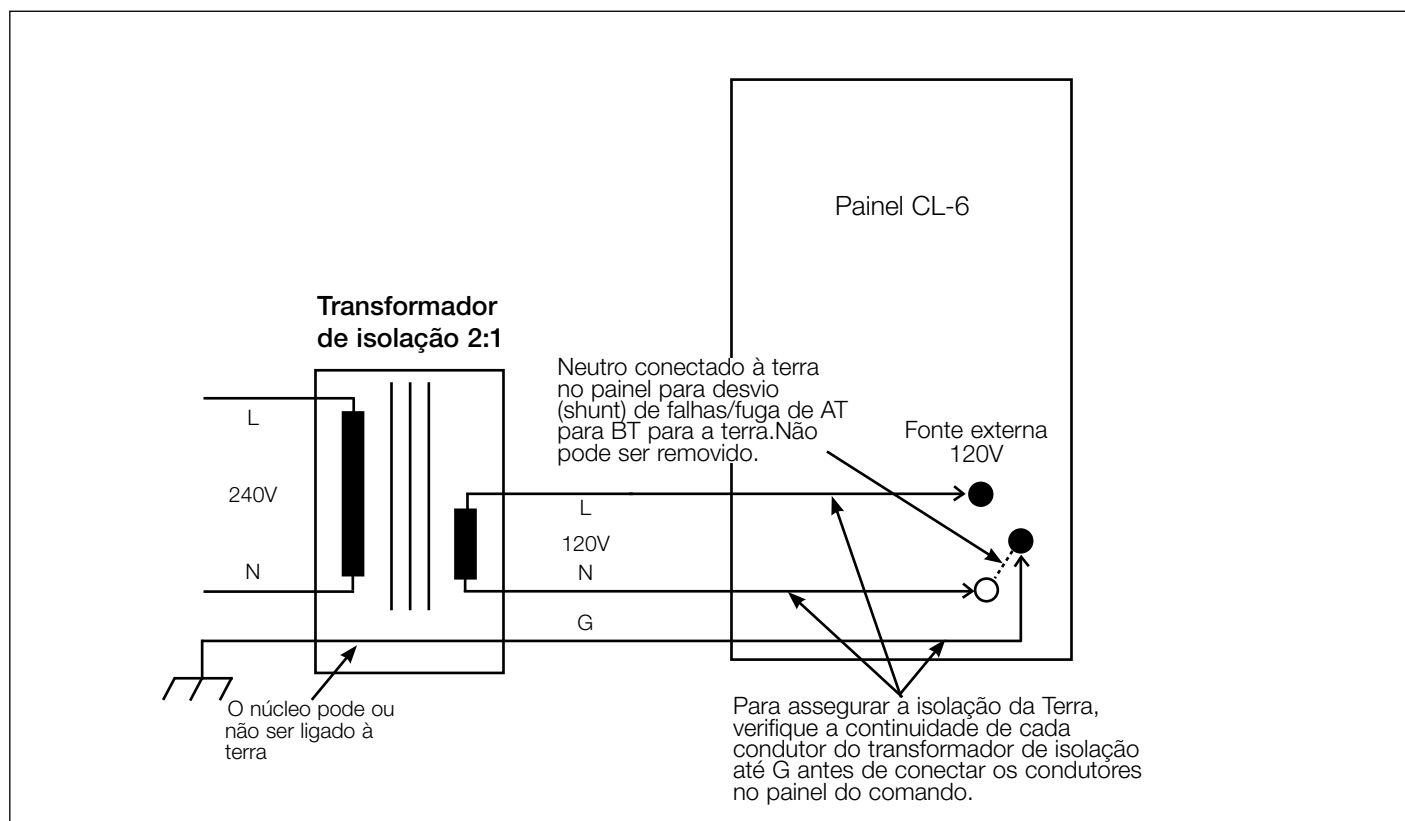 Painel CL-6
Transformador
de isolação 2:1
Neutro conectado à terra
no painel para desvio
(shunt) de falhas/fuga de AT
para BT para a terra.Não
pode ser removido.
Fonte externa
120V
L
240V
N
L
120V
N
G
O núcleo pode ou
não ser ligado à
terra
Para assegurar a isolação da Terra,
verifique a continuidade de cada
condutor do transformador de isolação
até G antes de conectar os condutores
no painel do comando.